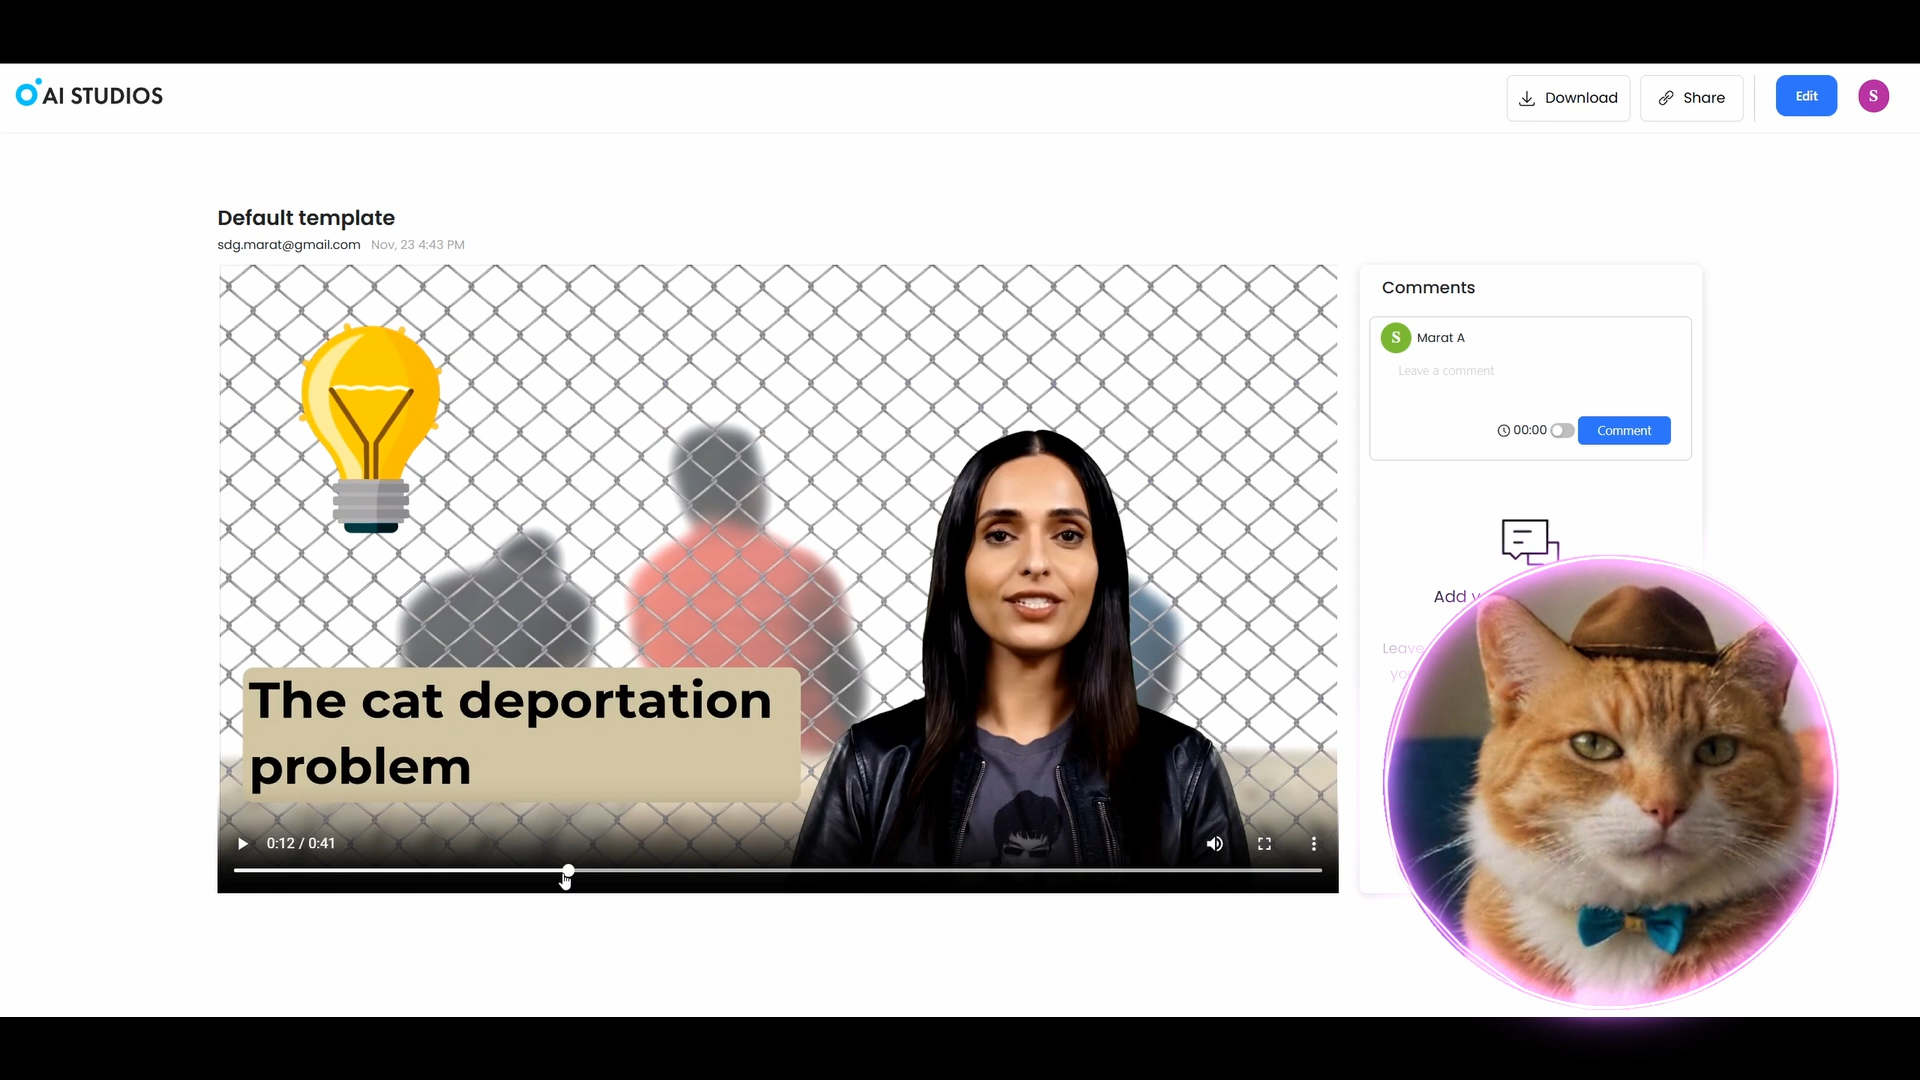 AI STUDIOS
Download
Share
Edit
S
Default template
sdg.marat@gmail.com Nov, 23 4:43 PM
The cat deportation
problem
0:12 / 0:41
Comments
S Marat A
Leave a comment
00:00
Comment
Add
Leave